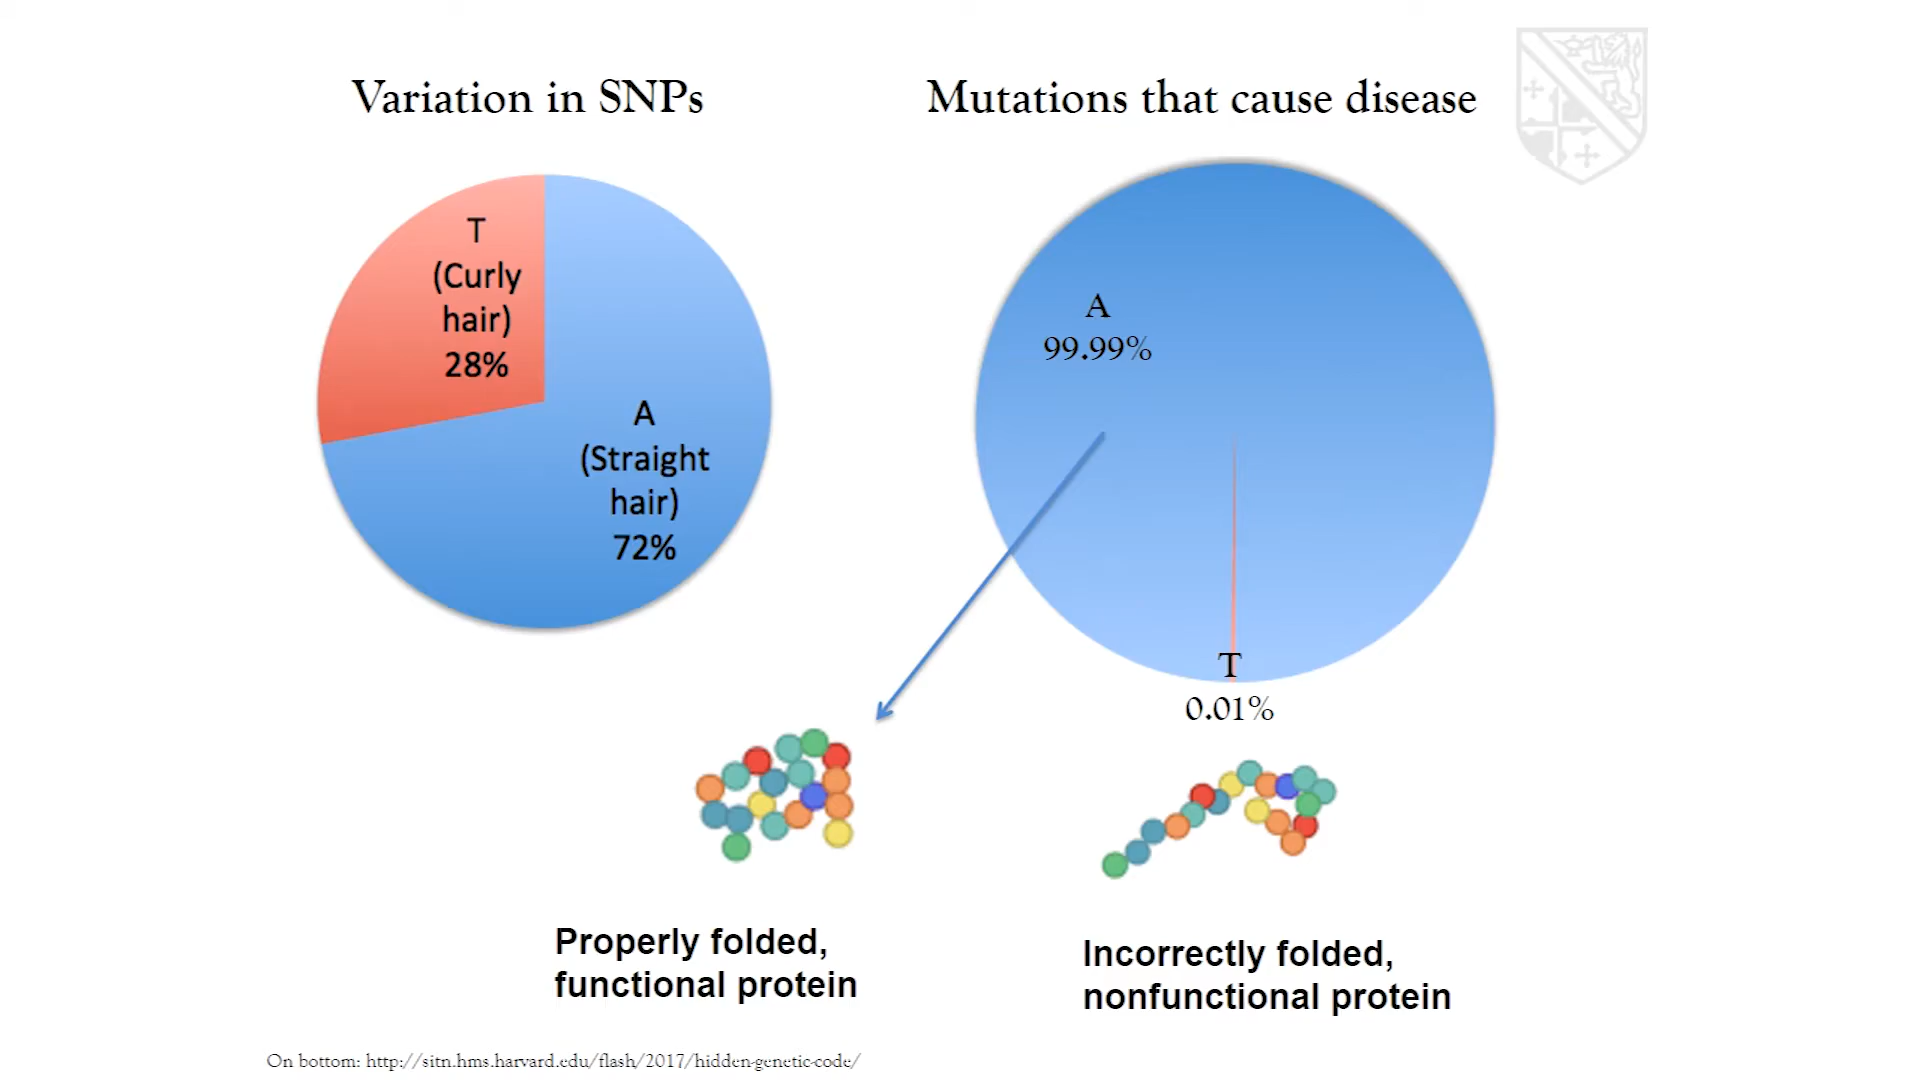 Variation in SNPs
Mutations that cause disease
T
(Curly
hair)
28%
A
(Straight
hair)
72%
A
99.99%
T
0.01%
Properly folded,
functional protein
Incorrectly folded,
nonfunctional protein
On bottom: http://sitn.hms.harvard.edu/flash/2017/hidden-genetic-code/